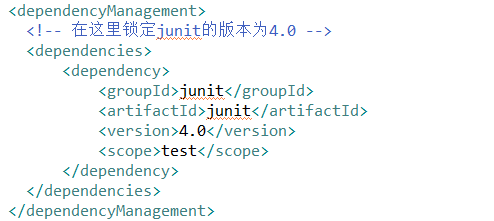 <dependencyManagement>
<!-- 在这里锁定junit的版本为4.0 -->
<dependencies>
<dependency>
<groupId>junit</groupId>
<artifactId>junit</artifactId>
<version>4.0</version>
<scope>test</scope>
</dependency>
</dependencies>
</dependencyManagement>